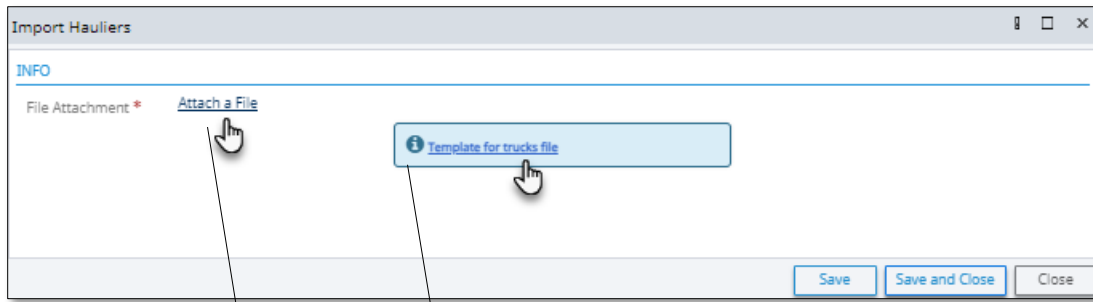 Import Hauliers
INFO
File Attachment * Attach a File
Template for trucks file
Save Save and Close Close